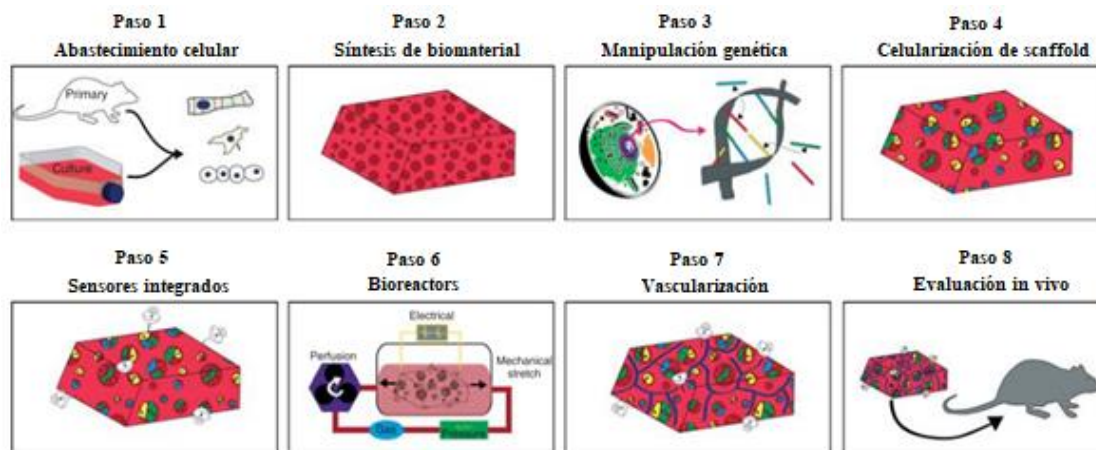 Paso 1
Abastecimiento celular
Primary
Culture
Paso 2
Síntesis de biomaterial
Paso 3
Manipulación genética
Paso 4
Celularización de scaffold
Paso 5
Sensores integrados
Paso 6
Bioreactors
Electrical
Perfusion
Mechanical
stretch
Gas
Pressure
Paso 7
Vascularización
Paso 8
Evaluación in vivo